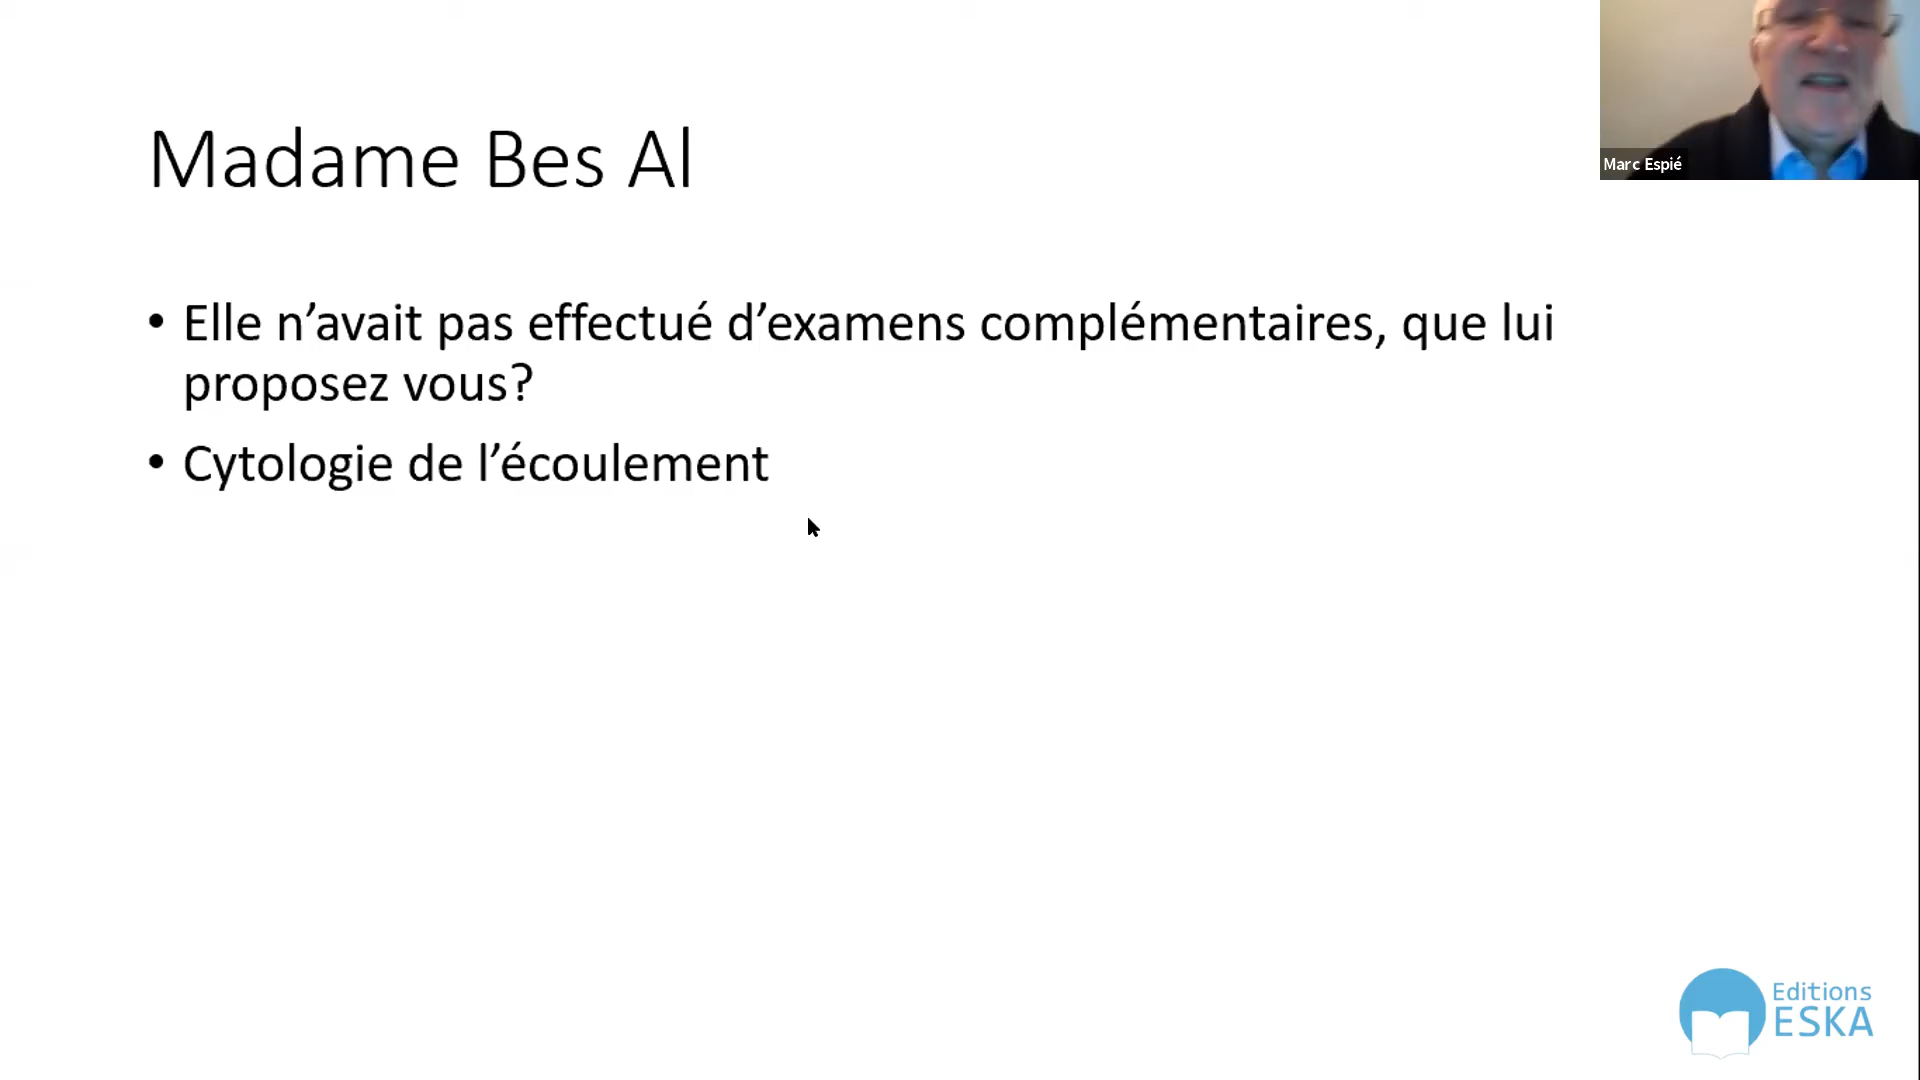 Madame Bes Al
Marc Espié
• Elle n’avait pas effectué d’examens complémentaires, que lui
proposez vous?
• Cytologie de l’écoulement
Editions
ESKA